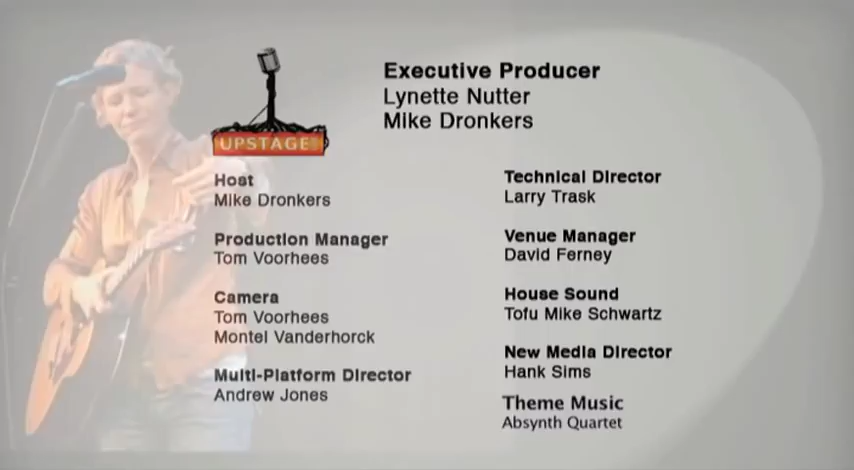 UPSTAGE
Executive Producer
Lynette Nutter
Mike Dronkers
Host
Mike Dronkers
Production Manager
Tom Voorhees
Camera
Tom Voorhees
Montel Vanderhorck
Multi-Platform Director
Andrew Jones
Technical Director
Larry Trask
Venue Manager
David Ferney
House Sound
Tofu Mike Schwartz
New Media Director
Hank Sims
Theme Music
Absynth Quartet